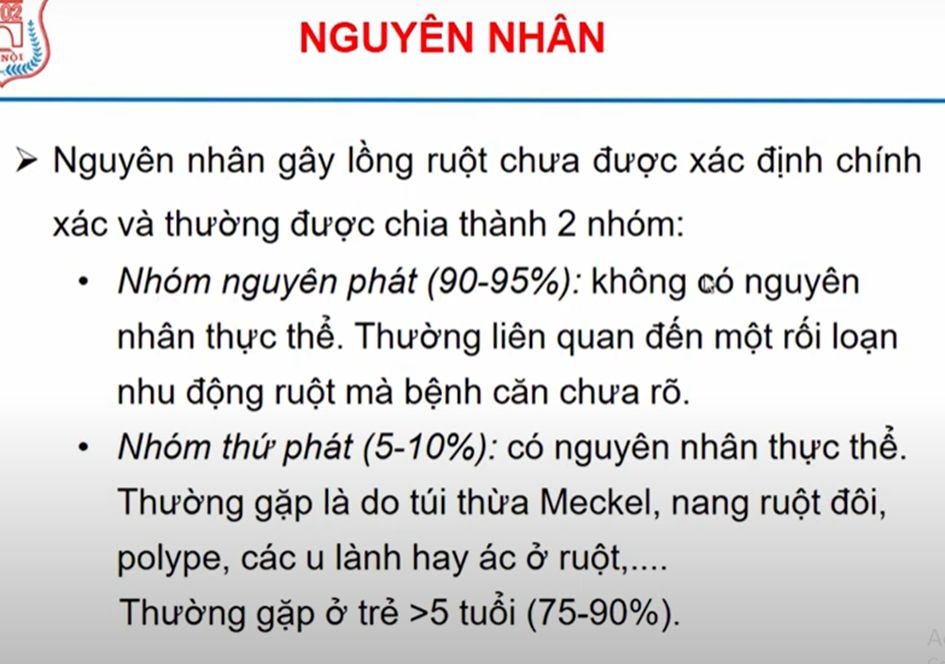 02
NỘI
NGUYÊN NHÂN
➢ Nguyên nhân gây lồng ruột chưa được xác định chính
xác và thường được chia thành 2 nhóm:
• Nhóm nguyên phát (90-95%): không có nguyên
nhân thực thể. Thường liên quan đến một rối loạn
nhu động ruột mà bệnh căn chưa rõ.
• Nhóm thứ phát (5-10%): có nguyên nhân thực thể.
Thường gặp là do túi thừa Meckel, nang ruột đôi,
polype, các u lành hay ác ở ruột,....
Thường gặp ở trẻ >5 tuổi (75-90%).